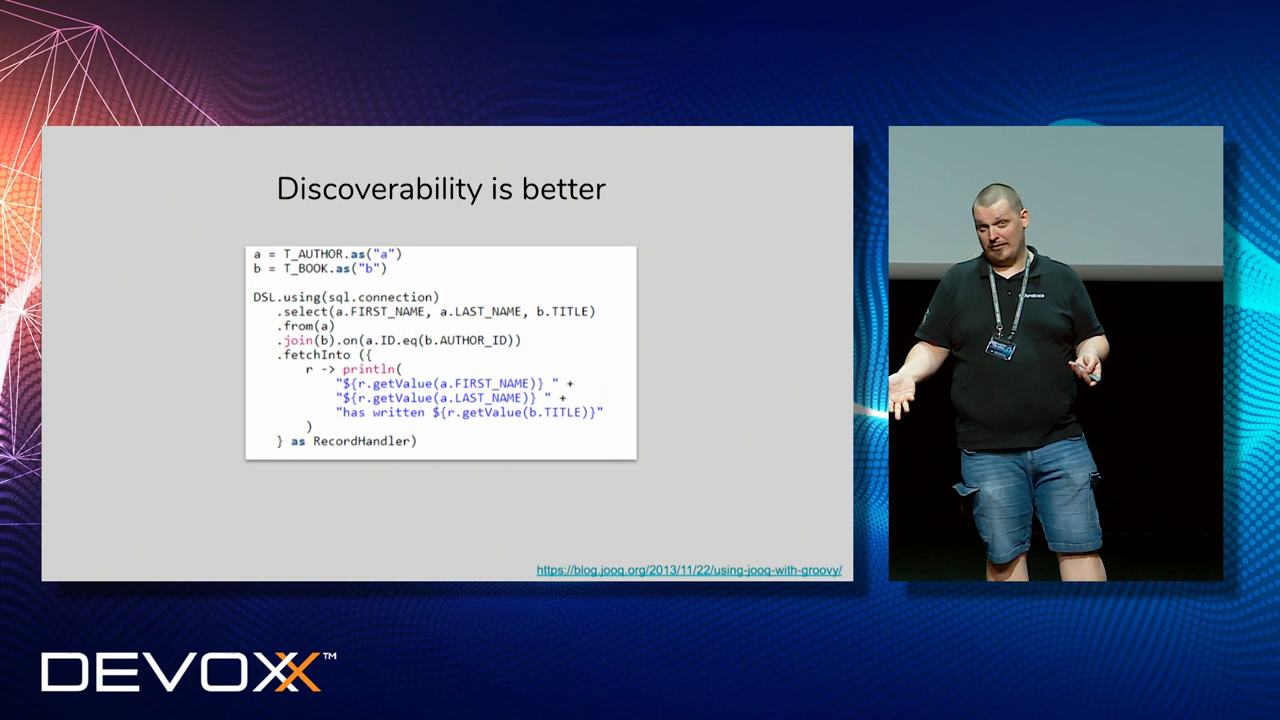 Discoverability is better
a = T_AUTHOR.as("a")
b = T_BOOK.as("b")
DSL.using(sql.connection)
.select(a.FIRST_NAME, a.LAST_NAME, b.TITLE)
.from(a)
.join(b).on(a.ID.eq(b.AUTHOR_ID))
.fetchInto ({
r -> println(
"${r.getValue(a.FIRST_NAME)} " +
"${r.getValue(a.LAST_NAME)} " +
"has written ${r.getValue(b.TITLE)}"
)
} as RecordHandler)
https://blog.jooq.org/2013/11/22/using-jooq-with-groovy/
dynatrace
DEVOXX™